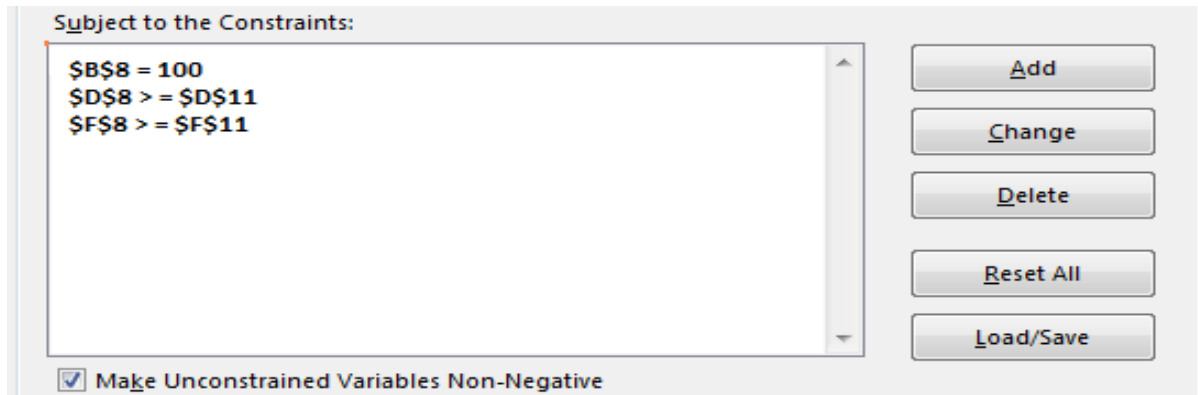 Subject to the Constraints:
$B$8 = 100
$D$8 > = $D$11
$F$8 > = $F$11
Add
Change
Delete
Reset All
Load/Save
Make Unconstrained Variables Non-Negative